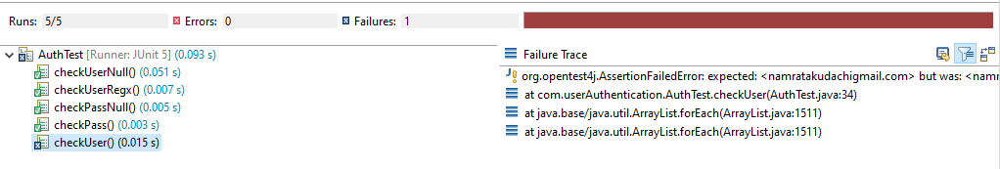 Runs: 5/5 Errors: 0 Failures: 1
AuthTest [Runner: JUnit 5] (0.093 s)
checkUserNull() (0.051 s)
checkUserRegx() (0.007 s)
checkPassNull() (0.005 s)
checkPass() (0.003 s)
checkUser() (0.015 s)
Failure Trace
org.opentest4j.AssertionFailedError: expected: <namratakudachigmail.com> but was: <namr
at com.userAuthentication.AuthTest.checkUser(AuthTest.java:34)
at java.base/java.util.ArrayList.forEach(ArrayList.java:1511)
at java.base/java.util.ArrayList.forEach(ArrayList.java:1511)